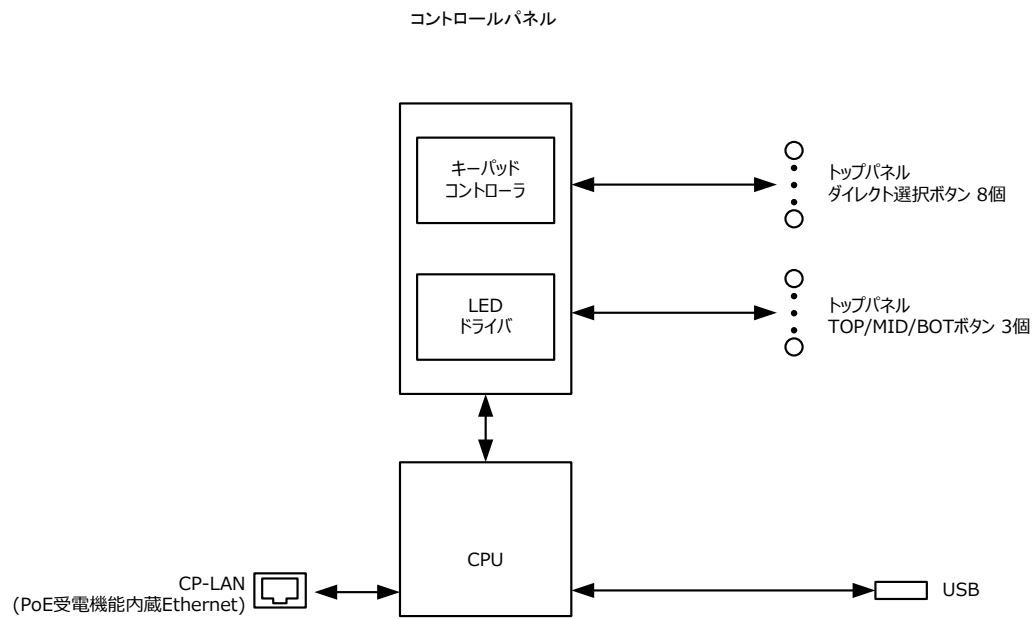 コントロールパネル
キーパッド
コントローラ
トップパネル
ダイレクト選択ボタン 8個
LED
ドライバ
トップパネル
TOP/MID/BOTボタン 3個
CPU
CP-LAN
(PoE受電機能内蔵Ethernet)
USB